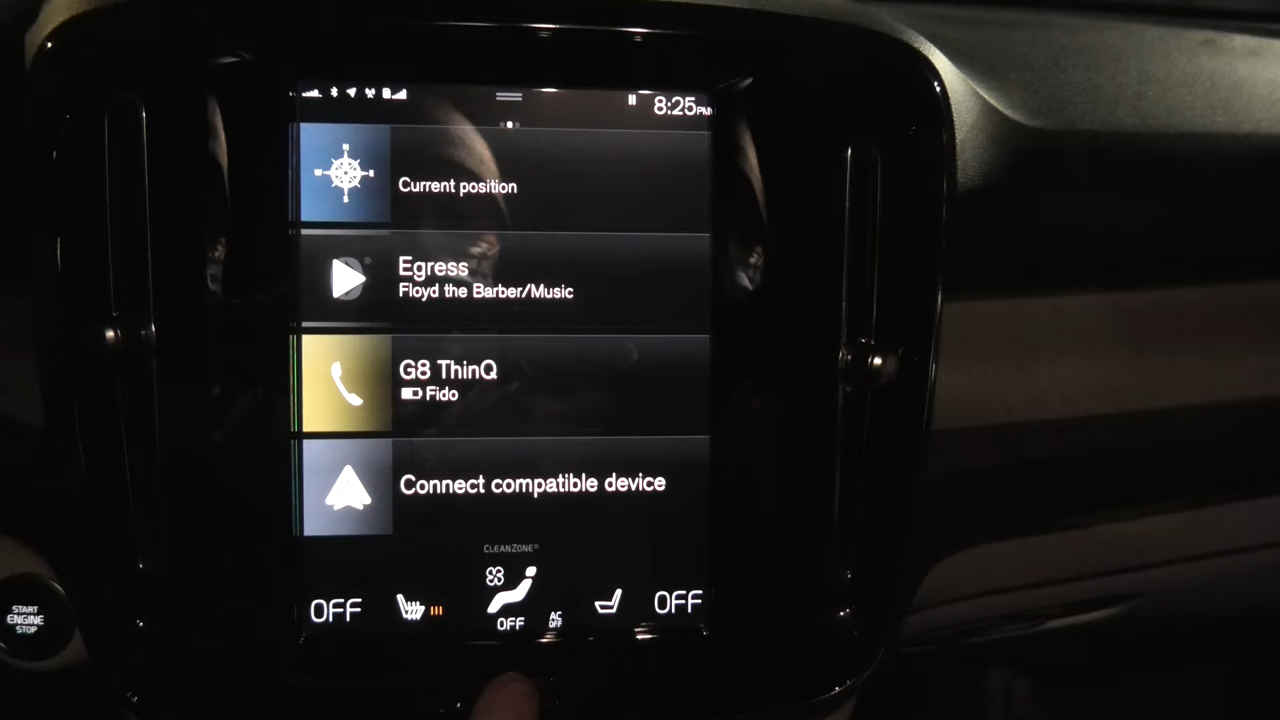 8:25PM
N
W E
S
Current position
Egress
Floyd the Barber/Music
G8 ThinQ
Fido
Connect compatible device
CLEANZONE®
OFF
OFF
AC
OFF
OFF
START
ENGINE
STOP